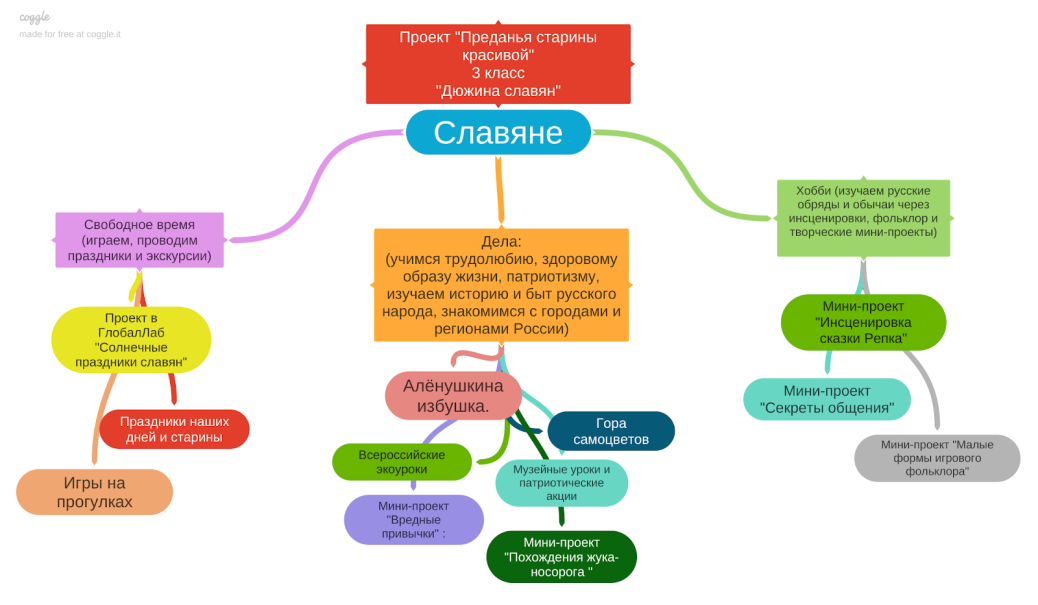 coggle
made for free at coggle.it
Проект "Преданья старины
красивой"
3 класс
"Дюжина славян"
Славяне
Свободное время
(играем, проводим
праздники и экскурсии)
Проект в
ГлобалЛаб
"Солнечные
праздники славян"
Праздники наших
дней и старины
Игры на
прогулках
Дела:
(учимся трудолюбию, здоровому
образу жизни, патриотизму,
изучаем историю и быт русского
народа, знакомимся с городами и
регионами России)
Алёнушкина
избушка.
Гора
самоцветов
Всероссийские
экоуроки
Музейные уроки и
патриотические
акции
Мини-проект
"Вредные
привычки" :
Мини-проект
"Похождения жука-
носорога "
Хобби (изучаем русские
обряды и обычаи через
инсценировки, фольклор и
творческие мини-проекты)
Мини-проект
"Инсценировка
сказки Репка"
Мини-проект
"Секреты общения"
Мини-проект "Малые
формы игрового
фольклора"